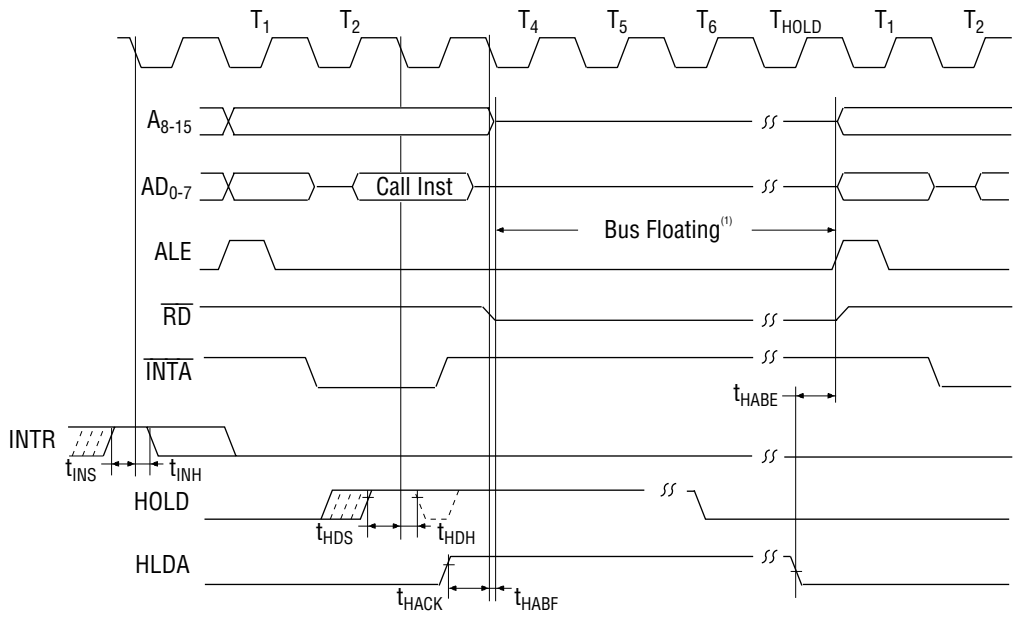 T1 T2 T4 T5 T6 THOLD T1 T2
A8-15
AD0-7 Call Inst
Bus Floating(1)
ALE
RD
INTA
tHABE
INTR
tINS tINH
HOLD
tHDS tHDH
HLDA
tHACK tHABF